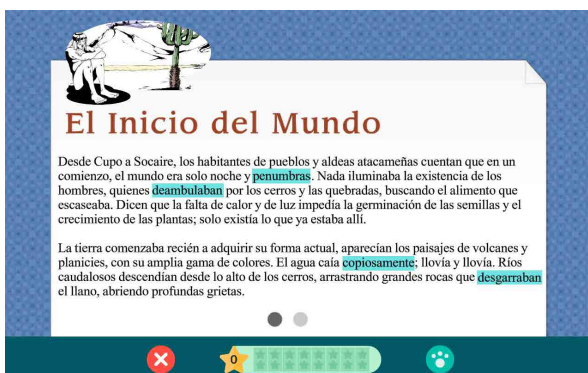 El Inicio del Mundo
Desde Cupo a Socaire, los habitantes de pueblos y aldeas atacameñas cuentan que en un
comienzo, el mundo era solo noche y penumbras. Nada iluminaba la existencia de los
hombres, quienes deambulaban por los cerros y las quebradas, buscando el alimento que
escaseaba. Dicen que la falta de calor y de luz impedía la germinación de las semillas y el
crecimiento de las plantas; solo existía lo que ya estaba allí.
La tierra comenzaba recién a adquirir su forma actual, aparecían los paisajes de volcanes y
planicies, con su amplia gama de colores. El agua caía copiosamente; llovía y llovía. Ríos
caudalosos descendían desde lo alto de los cerros, arrastrando grandes rocas que desgarraban
el llano, abriendo profundas grietas.
0